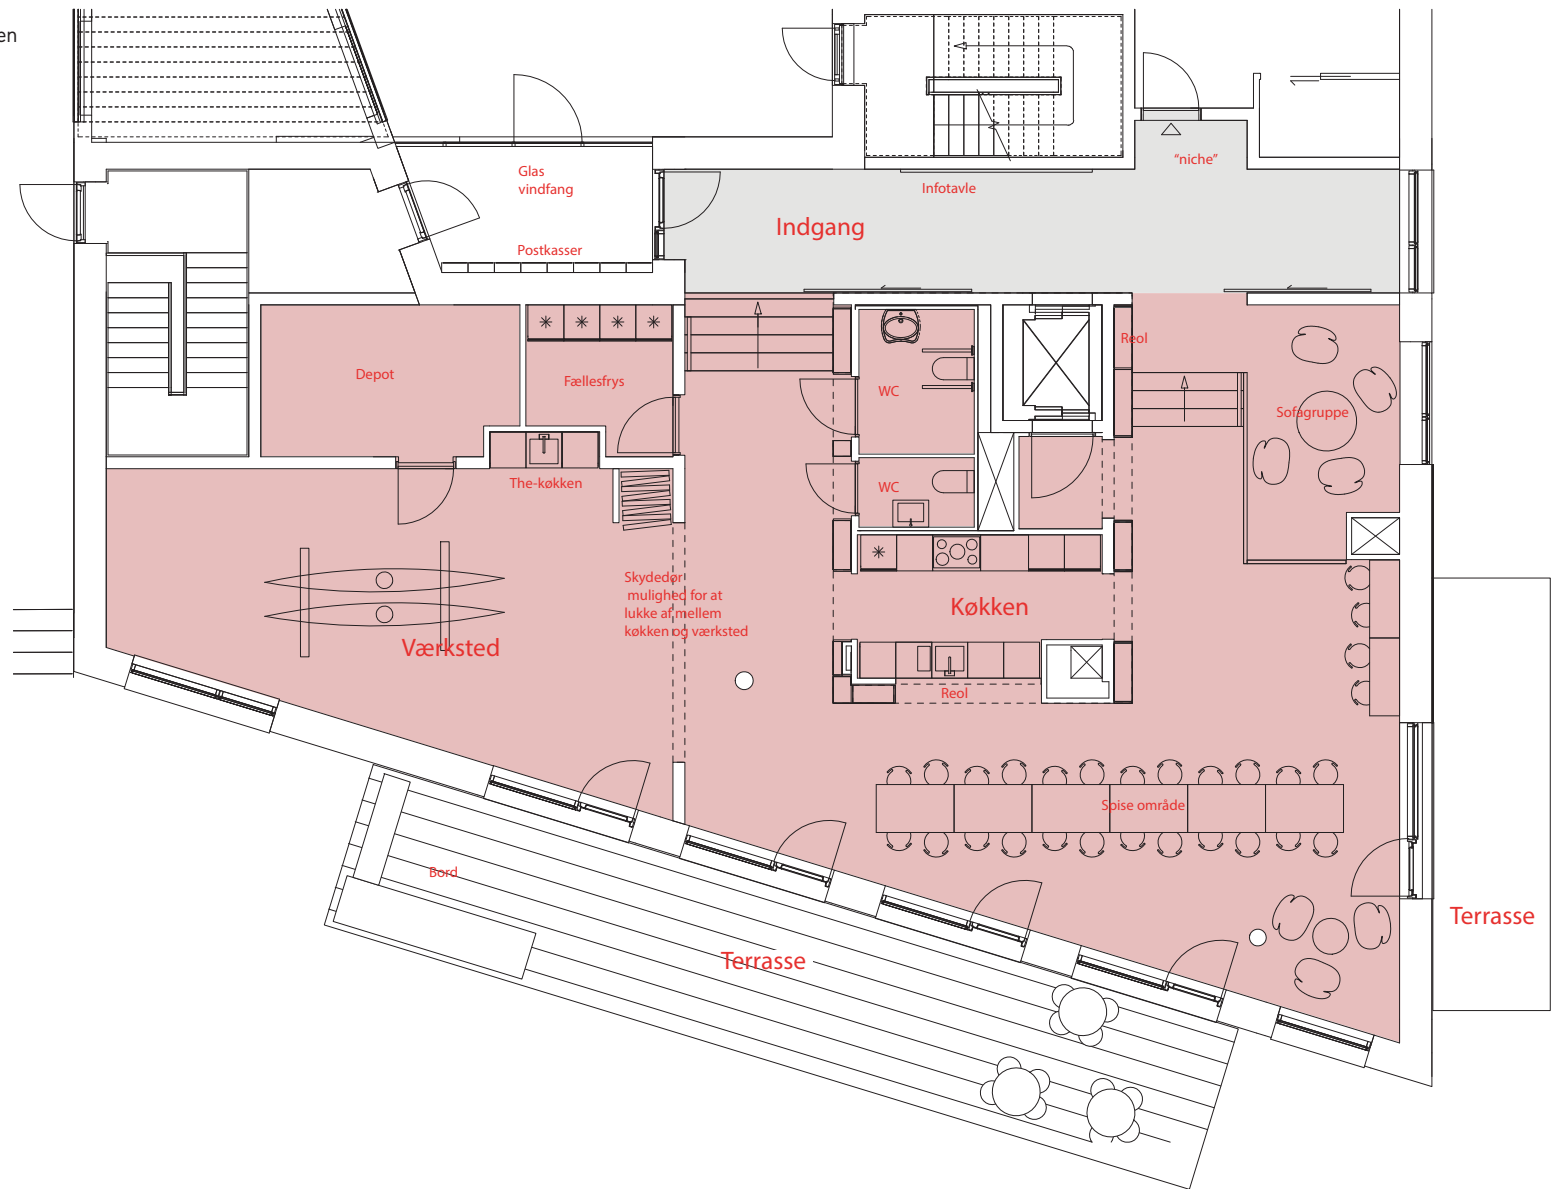 en
Glas
vindfang
"niche"
Infotavle
Indgang
Postkasser
Reol
Depot
Fællesfrys
WC
Sofagruppe
The-køkken
WC
Skydedør
mulighed for at
lukke af mellem
køkken og værksted
Køkken
Værksted
Reol
Spise område
Bord
Terrasse
Terrasse